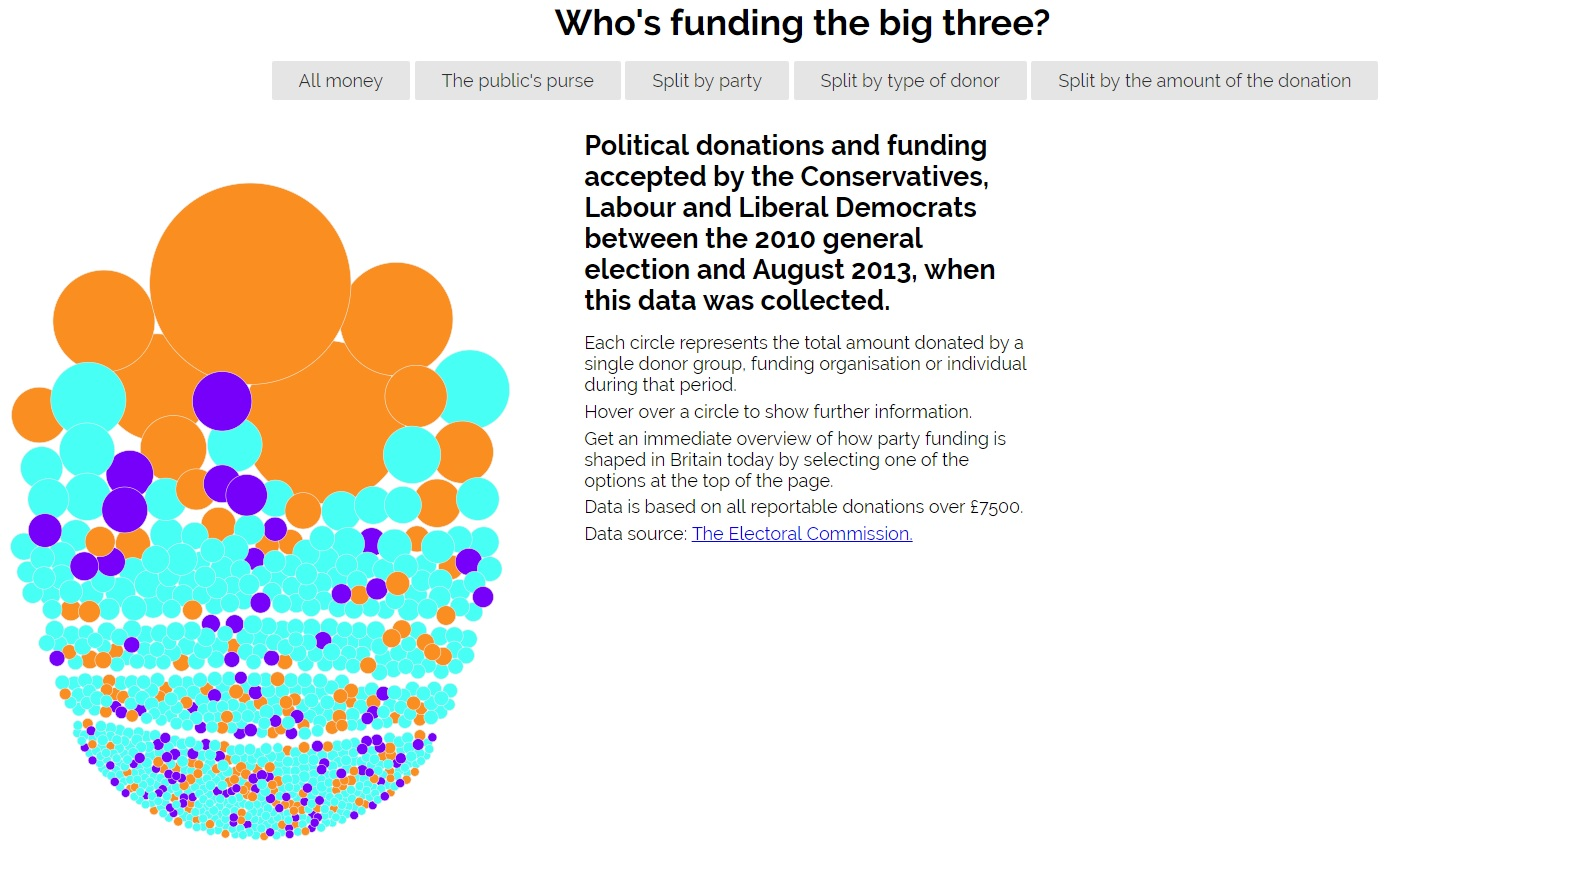 Who's funding the big three?
All money
The public's purse
Split by party
Split by type of donor
Split by the amount of the donation
Political donations and funding
accepted by the Conservatives,
Labour and Liberal Democrats
between the 2010 general
election and August 2013, when
this data was collected.
Each circle represents the total amount donated by a
single donor group, funding organisation or individual
during that period.
Hover over a circle to show further information.
Get an immediate overview of how party funding is
shaped in Britain today by selecting one of the
options at the top of the page.
Data is based on all reportable donations over £7500.
Data source: The Electoral Commission.